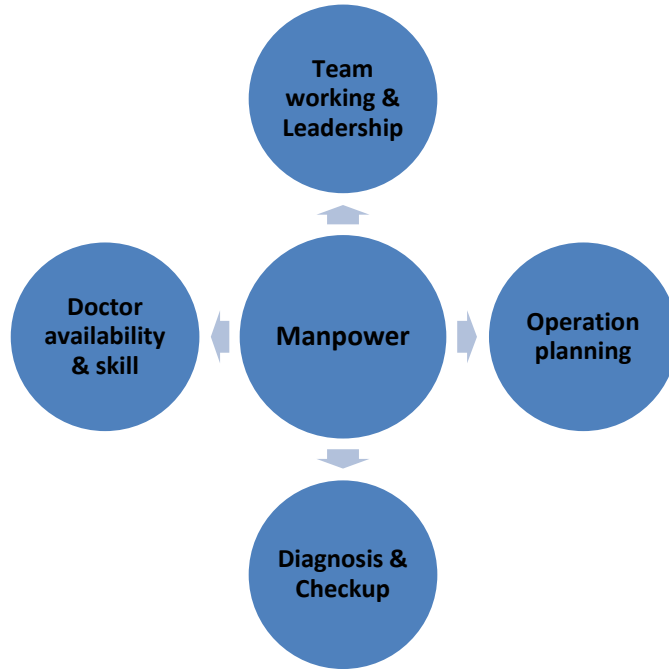 Team
working &
Leadership
Doctor
availability
& skill
Manpower
Operation
planning
Diagnosis &
Checkup